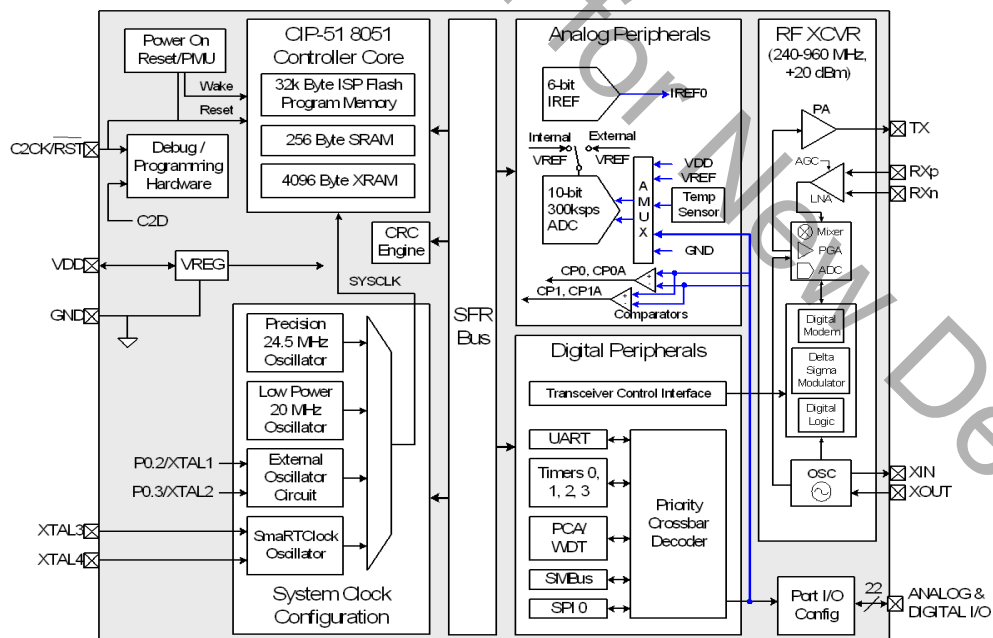 Power On
Reset/PMU
Wake
Reset
C2CK/RST
Debug /
Programming
Hardware
C2D
VDD
VREG
GND
CIP-51 8051
Controller Core
32k Byte ISP Flash
Program Memory
256 Byte SRAM
4096 Byte XRAM
CRC
Engine
SYSCLK
Precision
24.5 MHz
Oscillator
Low Power
20 MHz
Oscillator
External
Oscillator
Circuit
P0.2/XTAL1
P0.3/XTAL2
SmaRTClock
Oscillator
XTAL3
XTAL4
System Clock
Configuration
SFR
Bus
Analog Peripherals
6-bit
IREF
IREF0
Internal
External
VREF
VREF
10-bit
300ksps
ADC
A
M
U
X
VDD
VREF
Temp
Sensor
GND
CP0, CP0A
+
-
CP1, CP1A
+
-
Comparators
Digital Peripherals
Transceiver Control Interface
UART
Timers 0,
1, 2, 3
PCA/
WDT
SMBus
SPI 0
Priority
Crossbar
Decoder
RF XCVR
(240-960 MHz,
+20 dBm)
PA
TX
AGC
LNA
RXp
RXn
Mixer
PGA
ADC
Digital
Modem
Delta
Sigma
Modulator
Digital
Logic
OSC
XIN
XOUT
Port I/O
Config
22
ANALOG &
DIGITAL I/O
for New De